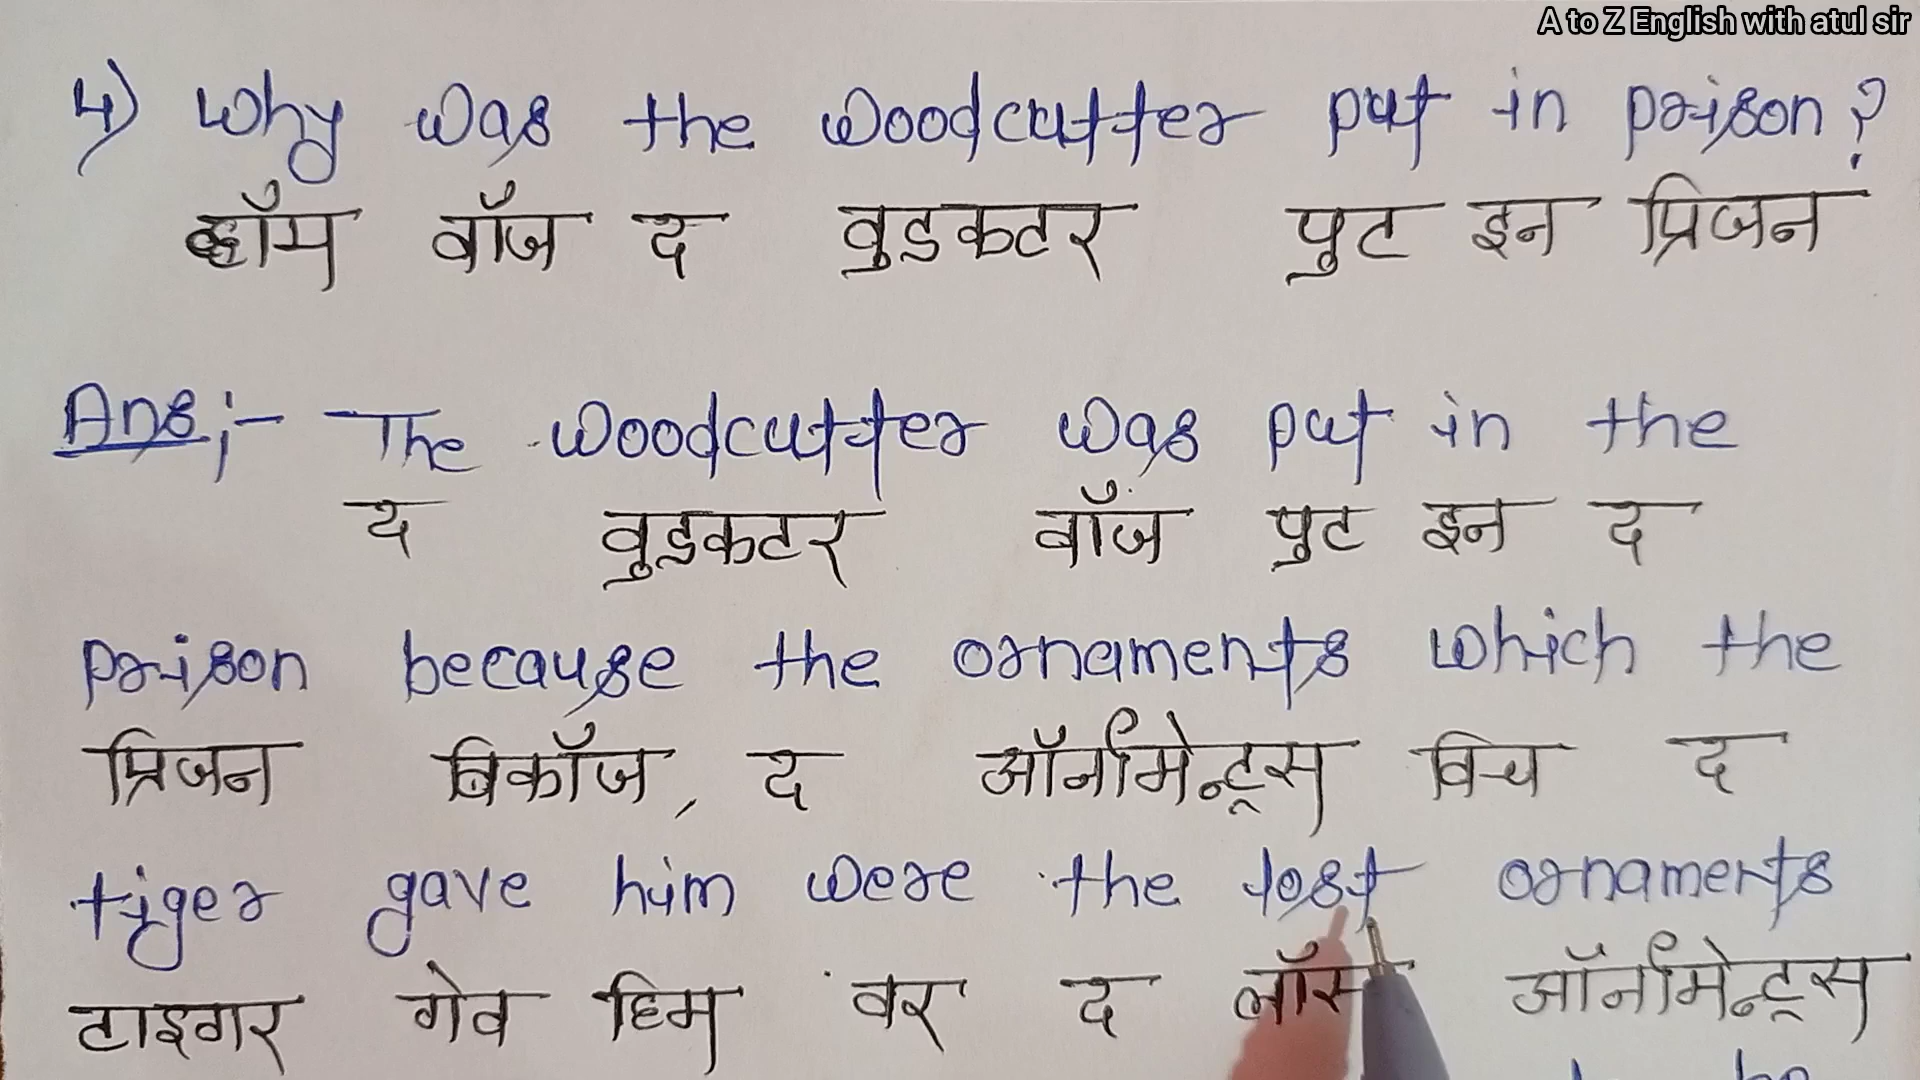 A to Z English with atul sir
4) Why was the woodcutter put in prison?
व्हॉय वॉज द वुडकटर पुट इन प्रिजन
Ans;- The woodcutter was put in the
द वुडकटर वॉज पुट इन द
prison because the ornaments which the
प्रिजन बिकॉज, द ऑर्नामेन्ट्स विच द
tiger gave him were the lost ornaments
टाइगर गेव हिम वर द ऑर्नामेन्ट्स